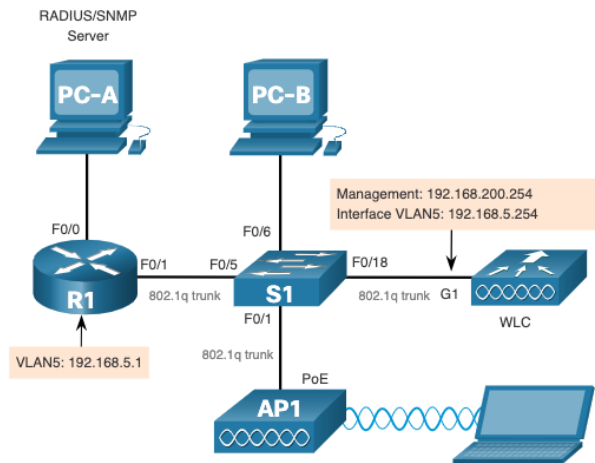 RADIUS/SNMP
Server
PC-A
PC-B
Management: 192.168.200.254
Interface VLAN5: 192.168.5.254
F0/0
F0/6
F0/1
F0/5
F0/18
R1
802.1q trunk
S1
802.1q trunk
G1
WLC
F0/1
VLAN5: 192.168.5.1
802.1q trunk
PoE
AP1